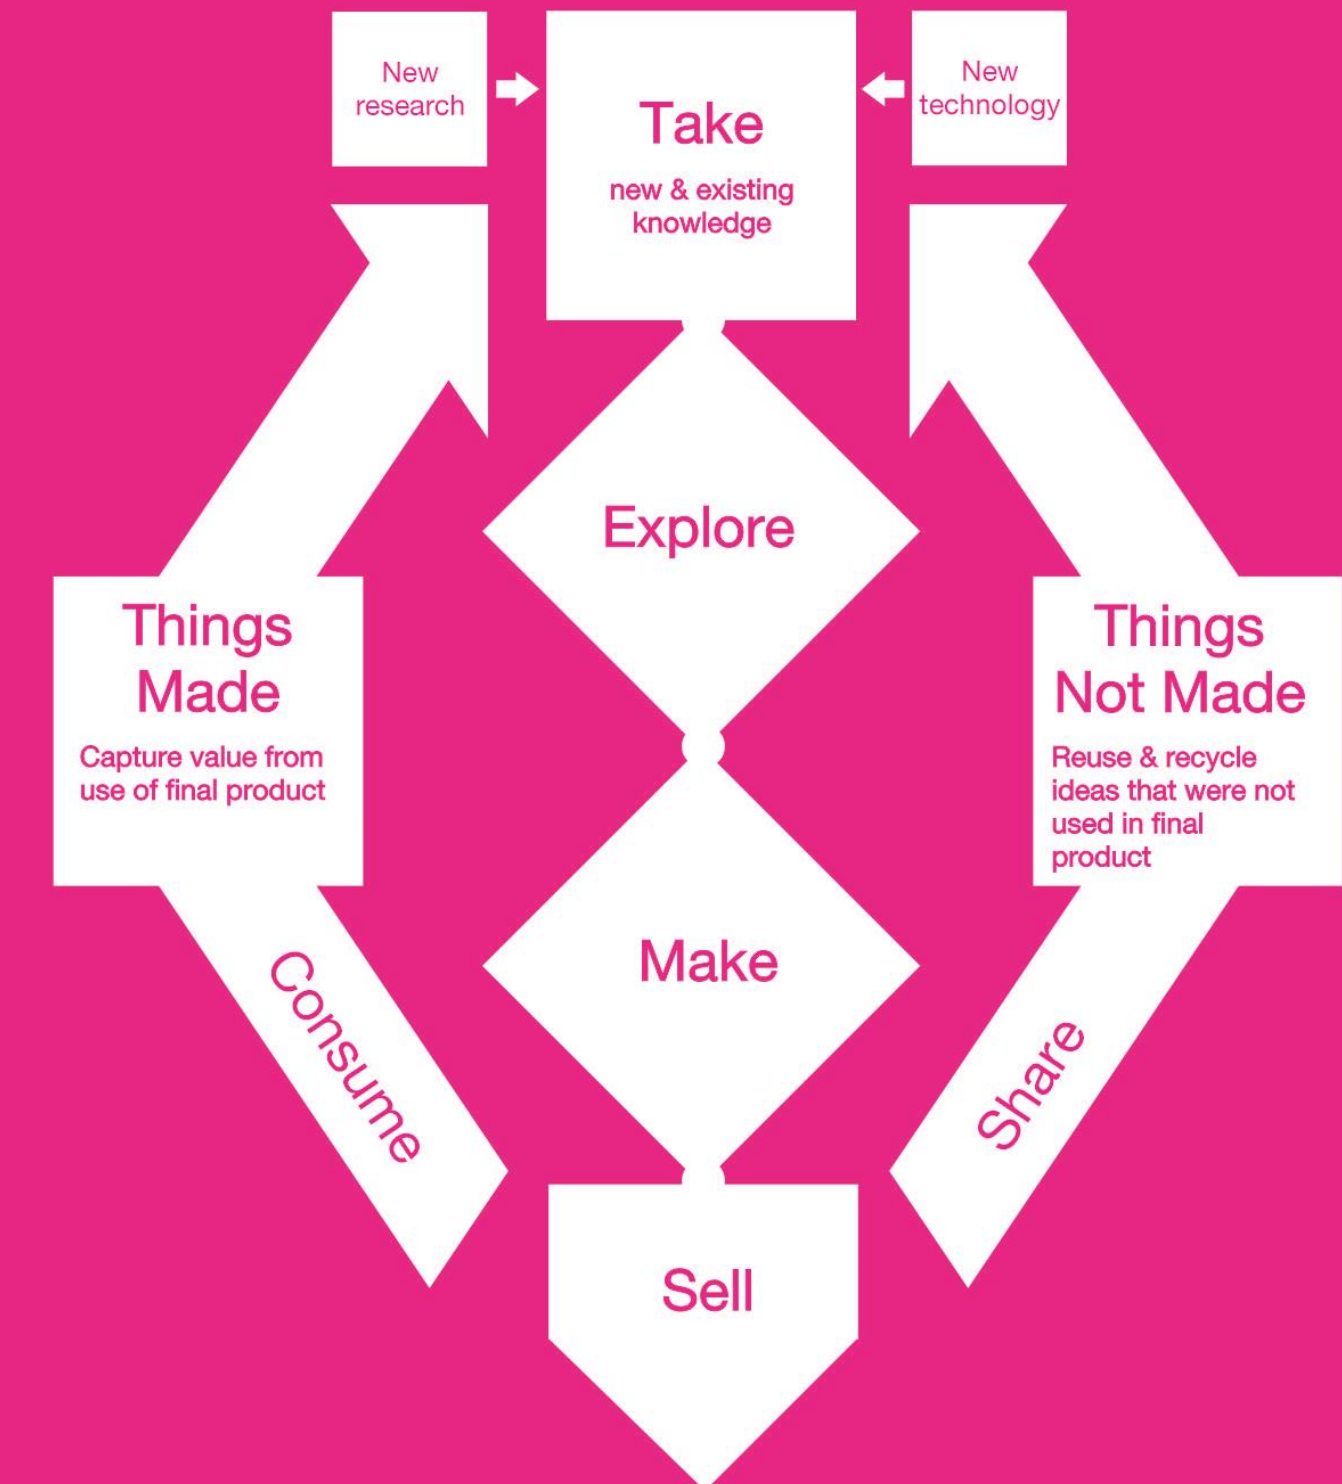 New
research
Take
new & existing
knowledge
New
technology
Explore
Things
Made
Capture value from
use of final product
Things
Not Made
Reuse & recycle
ideas that were not
used in final
product
Make
Consume
Share
Sell